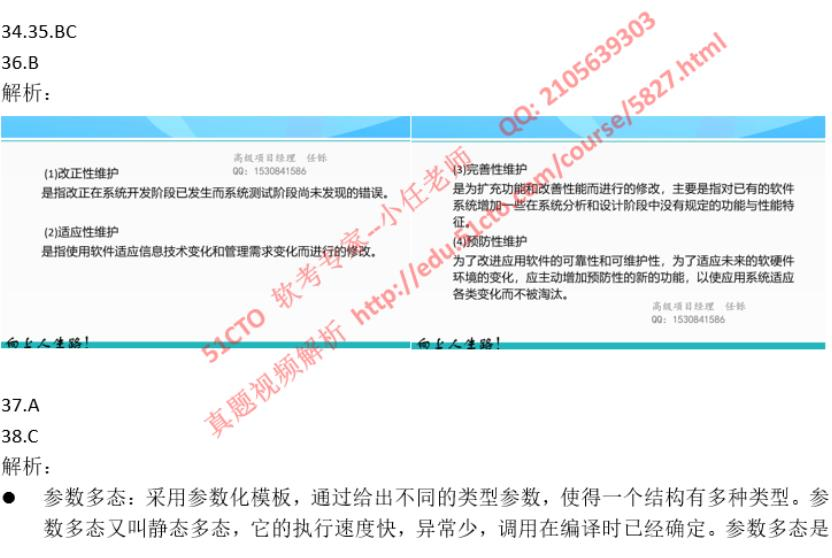 34.35.BC
36.B
解析：
高级项目经理 任铄
QQ：1530841586
(1)改正性维护
是指改正在系统开发阶段已发生而系统测试阶段尚未发现的错误。
(2)适应性维护
是指使用软件适应信息技术变化和管理需求变化而进行的修改。
向上人生路！
(3)完善性维护
是为扩充功能和改善性能而进行的修改，主要是指对已有的软件
系统增加一些在系统分析和设计阶段中没有规定的功能与性能特
征。
(4)预防性维护
为了改进应用软件的可靠性和可维护性，为了适应未来的软硬件
环境的变化，应主动增加预防性的新的功能，以使应用系统适应
各类变化而不被淘汰。
高级项目经理 任铄
QQ：1530841586
向上人生路！
51CTO 软考专家--小任老师 QQ: 2105639303
真题视频解析 http://edu.51cto.com/course/5827.html
37.A
38.C
解析：
● 参数多态：采用参数化模板，通过给出不同的类型参数，使得一个结构有多种类型。参
数多态又叫静态多态，它的执行速度快，异常少，调用在编译时已经确定。参数多态是